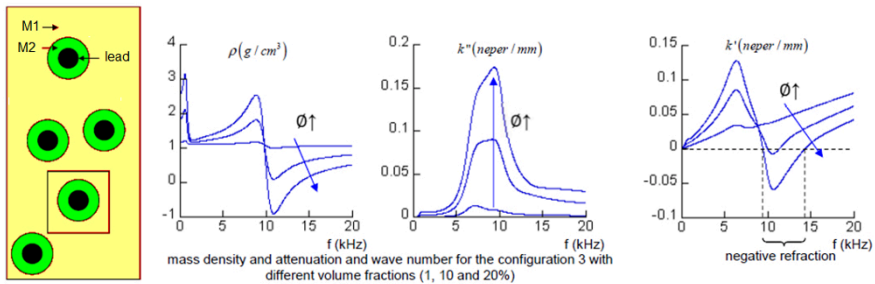 M1
M2
lead
ρ(g/cm³)
4
3
2
1
0
-1
0
5
10
15
20
f (kHz)
Ø↑
k"(neper/mm)
0.2
0.15
0.1
0.05
0
0
5
10
15
20
f (kHz)
Ø↑
k'(neper/mm)
0.15
0.1
0.05
0
-0.05
-0.1
0
5
10
15
20
f (kHz)
Ø↑
negative refraction
mass density and attenuation and wave number for the configuration 3 with
different volume fractions (1, 10 and 20%)